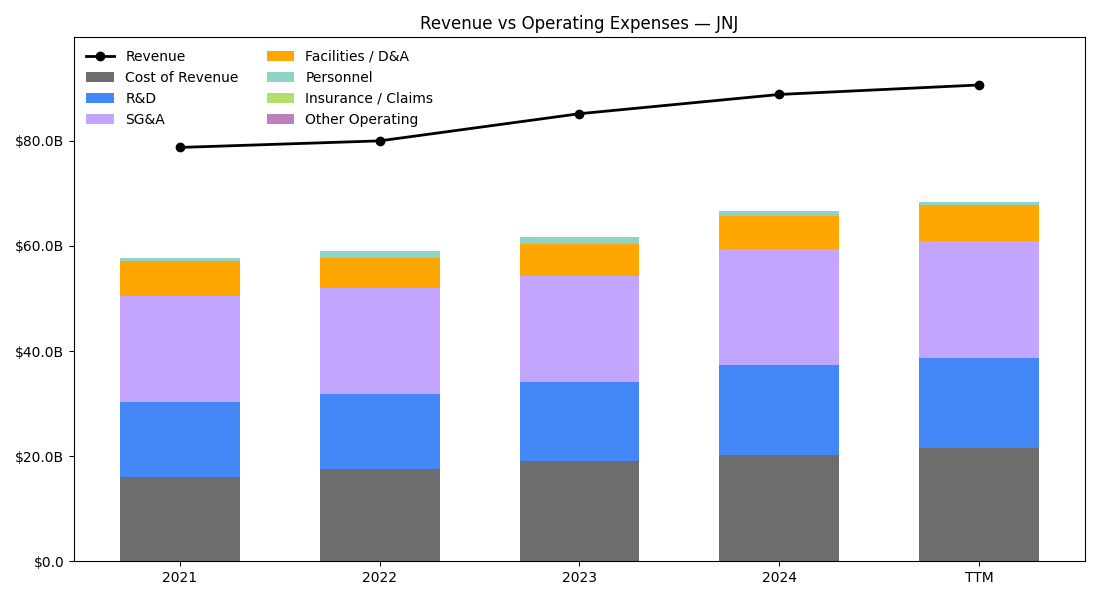 Revenue vs Operating Expenses — JNJ
Revenue
Cost of Revenue
R&D
SG&A
Facilities / D&A
Personnel
Insurance / Claims
Other Operating
$80.0B
$60.0B
$40.0B
$20.0B
$0.0
2021 2022 2023 2024 TTM